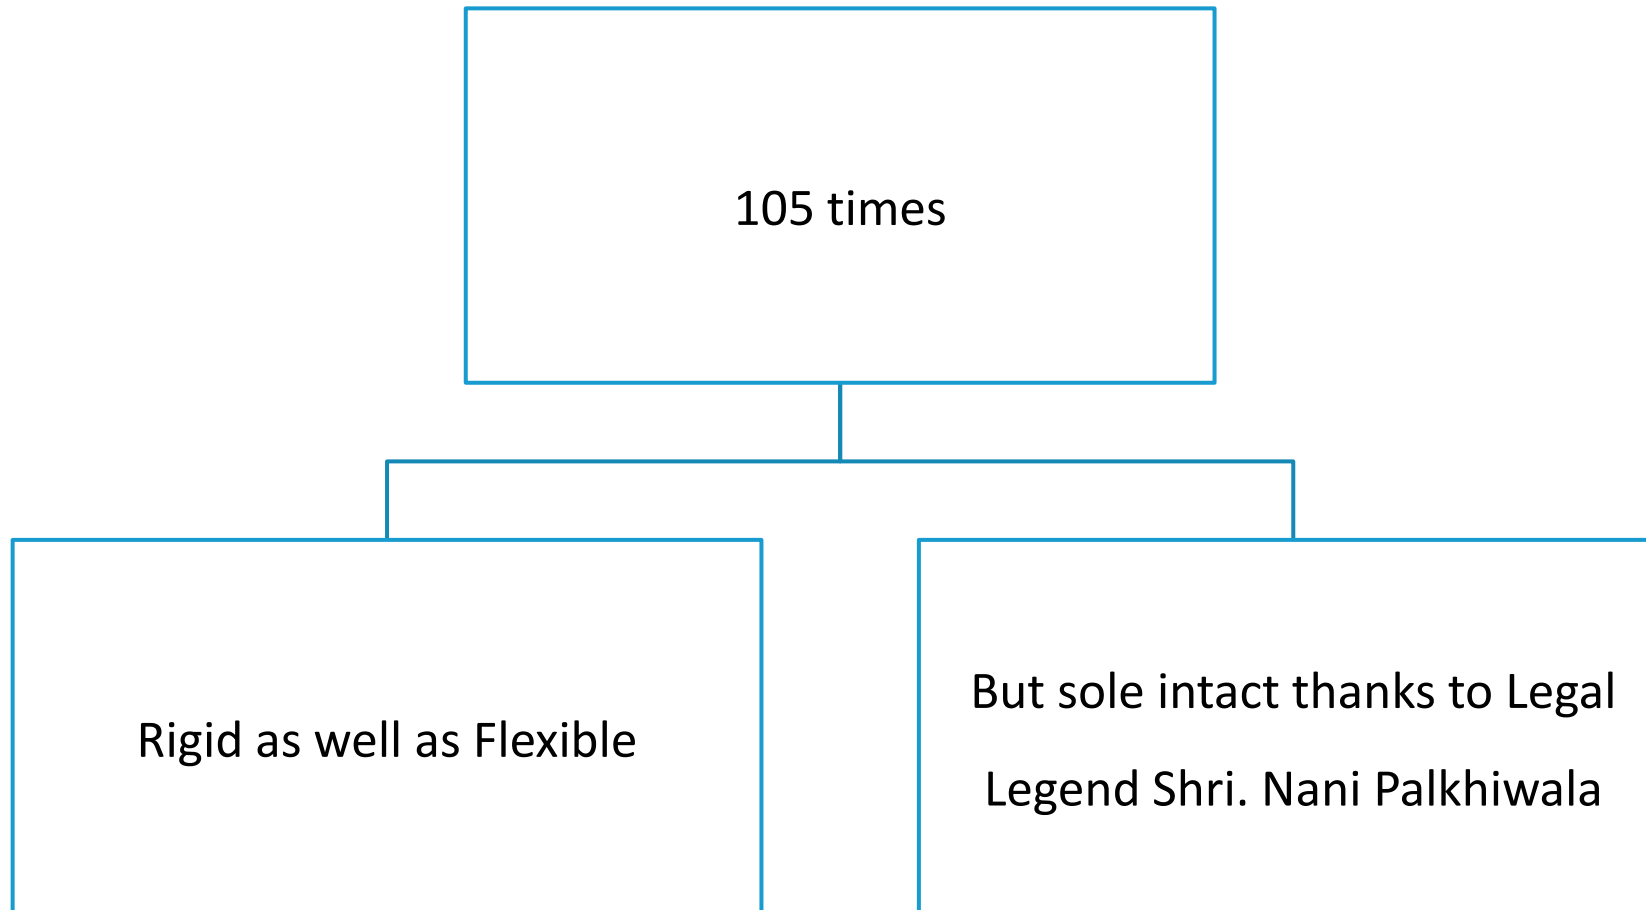 105 times
Rigid as well as Flexible
But sole intact thanks to Legal
Legend Shri. Nani Palkhiwala